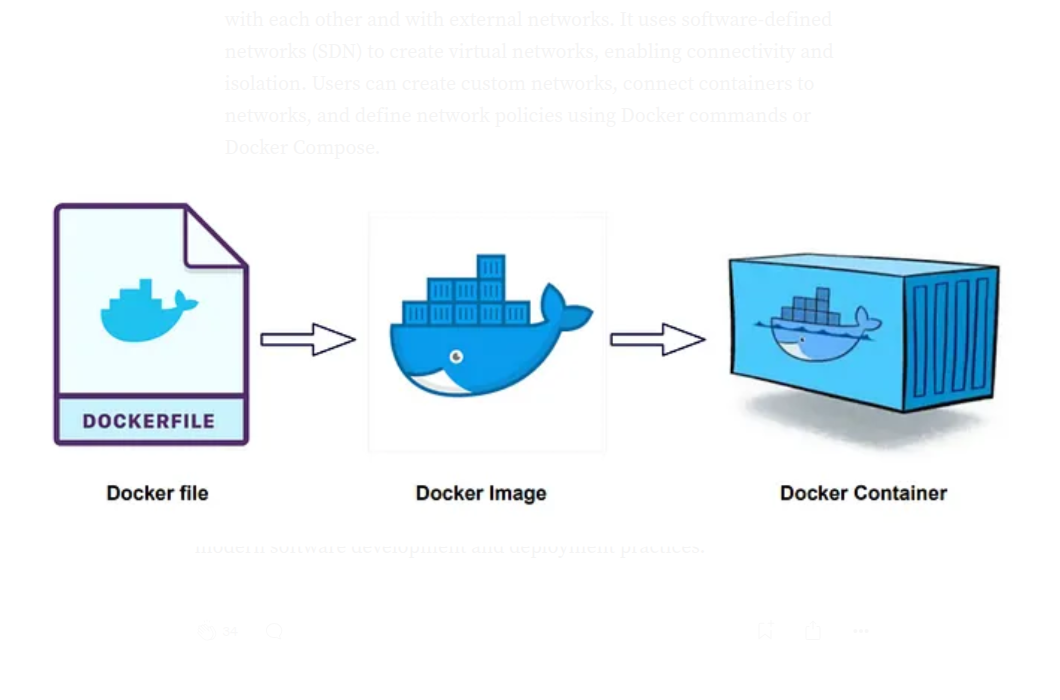 with each other and with external networks. It uses software-defined
networks (SDN) to create virtual networks, enabling connectivity and
isolation. Users can create custom networks, connect containers to
networks, and define network policies using Docker commands or
Docker Compose.
DOCKERFILE
Docker file
Docker Image
Docker Container
modern software development and deployment practices.